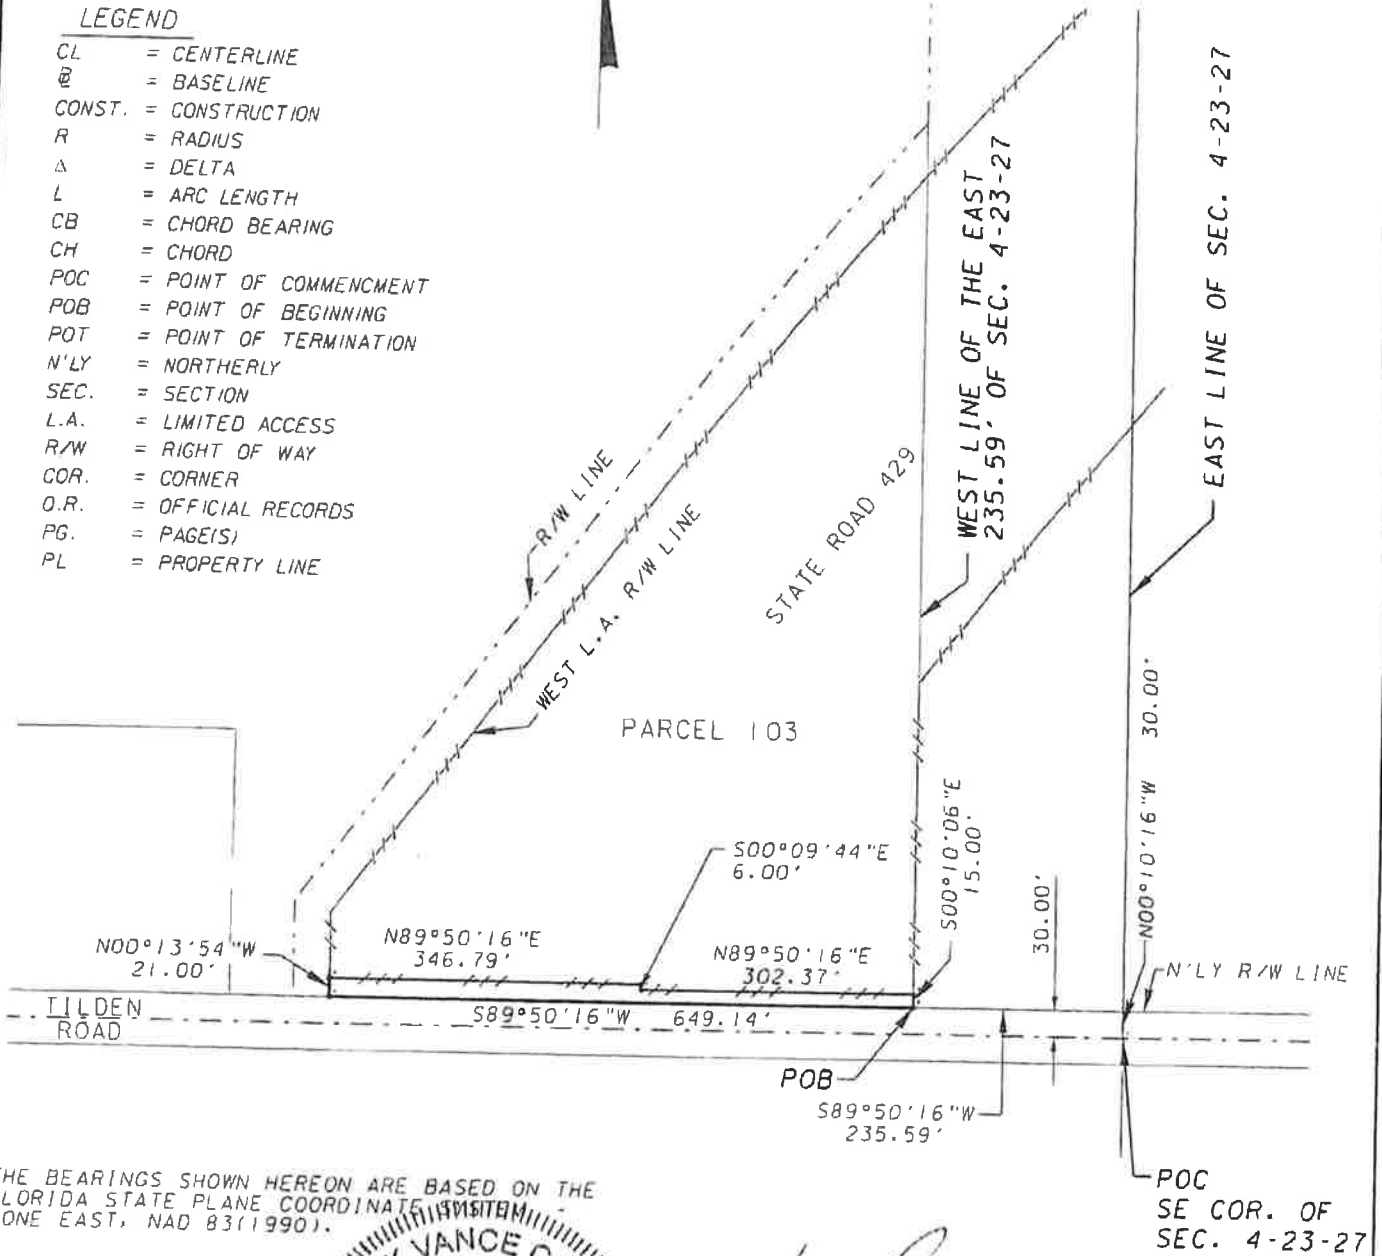 LEGEND
CL = CENTERLINE
= BASELINE
CONST. = CONSTRUCTION
R = RADIUS
Δ = DELTA
L = ARC LENGTH
CB = CHORD BEARING
CH = CHORD
POC = POINT OF COMMENCMENT
POB = POINT OF BEGINNING
POT = POINT OF TERMINATION
N'LY = NORTHERLY
SEC. = SECTION
L.A. = LIMITED ACCESS
R/W = RIGHT OF WAY
COR. = CORNER
O.R. = OFFICIAL RECORDS
PG. = PAGE(S)
PL = PROPERTY LINE
R/W LINE
WEST L.A. R/W LINE
STATE ROAD 429
WEST LINE OF THE EAST
235.59' OF SEC. 4-23-27
EAST LINE OF SEC. 4-23-27
PARCEL 103
S00°09'44"E
6.00'
S00°10'06"E
15.00'
N00°10'16"W 30.00'
30.00'
N00°13'54"W
21.00'
N89°50'16"E
346.79'
N89°50'16"E
302.37'
N'LY R/W LINE
TILDEN
ROAD
S89°50'16"W 649.14'
POB
S89°50'16"W
235.59'
POC
SE COR. OF
SEC. 4-23-27
HE BEARINGS SHOWN HEREON ARE BASED ON THE
LORIDA STATE PLANE COORDINATE
ONE EAST, NAD 83(1990).
VANCE